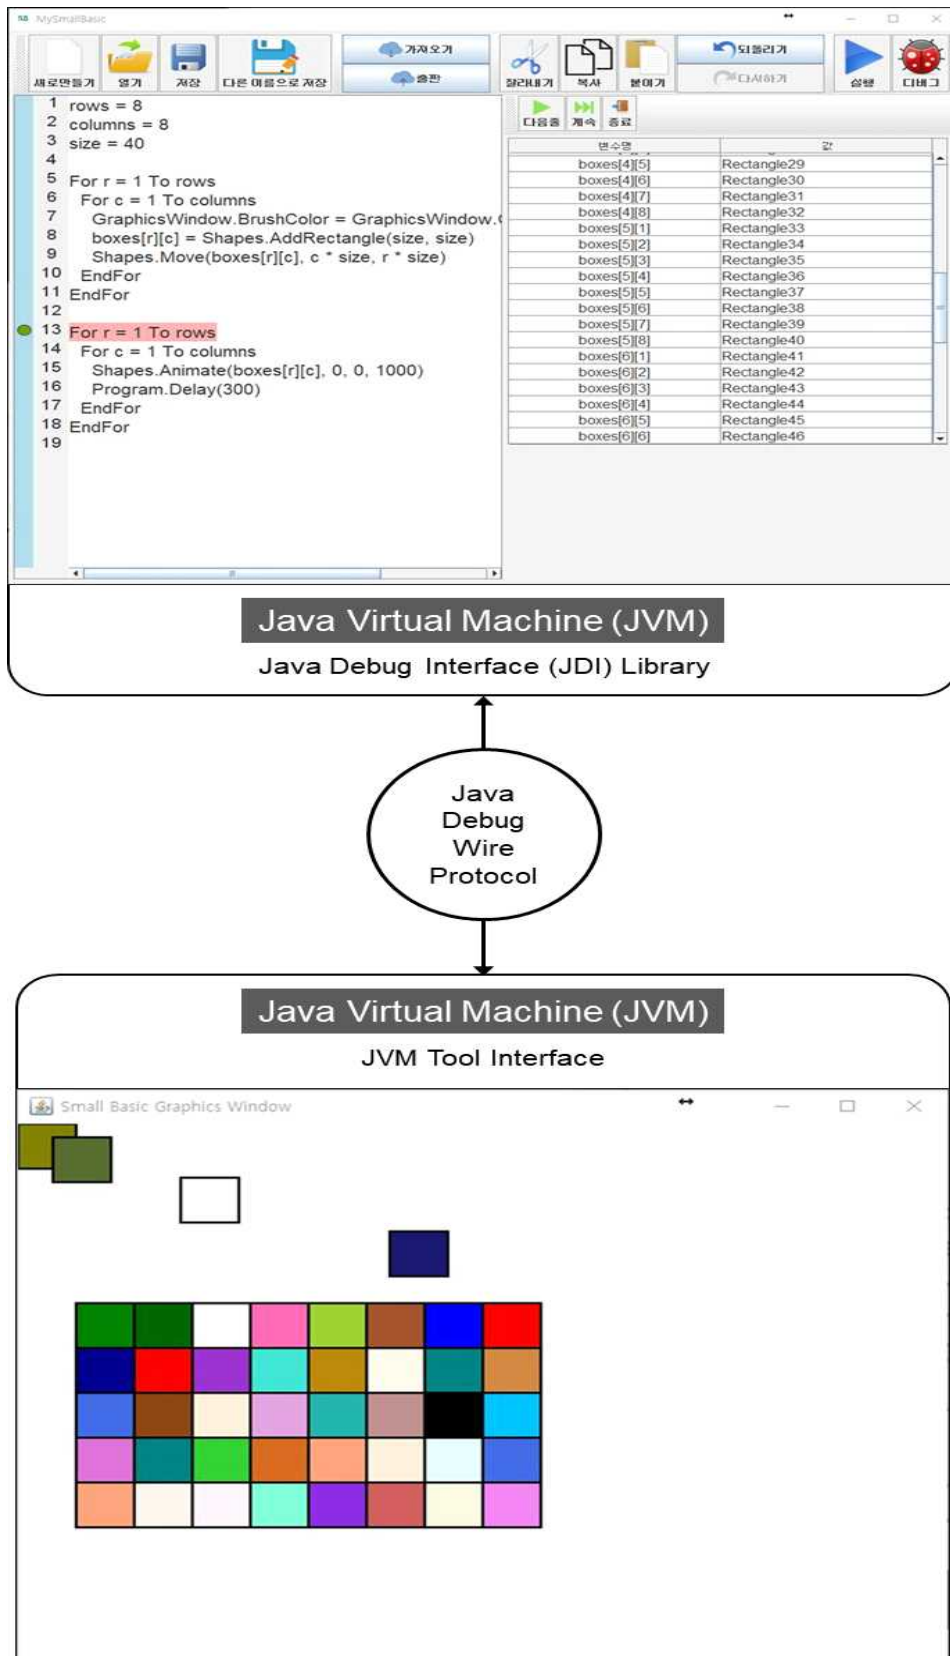 SB MySmallBasic
새로만들기 열기 저장 다른 이름으로 저장 가져오기 출판 잘라내기 복사 붙이기 되돌리기 다시하기 실행 디버그
다음줄 계속 종료
1 rows = 8
2 columns = 8
3 size = 40
4
5 For r = 1 To rows
6 For c = 1 To columns
7 GraphicsWindow.BrushColor = GraphicsWindow.
8 boxes[r][c] = Shapes.AddRectangle(size, size)
9 Shapes.Move(boxes[r][c], c * size, r * size)
10 EndFor
11 EndFor
12
13 For r = 1 To rows
14 For c = 1 To columns
15 Shapes.Animate(boxes[r][c], 0, 0, 1000)
16 Program.Delay(300)
17 EndFor
18 EndFor
19
변수명 값
boxes[4][5] Rectangle29
boxes[4][6] Rectangle30
boxes[4][7] Rectangle31
boxes[4][8] Rectangle32
boxes[5][1] Rectangle33
boxes[5][2] Rectangle34
boxes[5][3] Rectangle35
boxes[5][4] Rectangle36
boxes[5][5] Rectangle37
boxes[5][6] Rectangle38
boxes[5][7] Rectangle39
boxes[5][8] Rectangle40
boxes[6][1] Rectangle41
boxes[6][2] Rectangle42
boxes[6][3] Rectangle43
boxes[6][4] Rectangle44
boxes[6][5] Rectangle45
boxes[6][6] Rectangle46
Java Virtual Machine (JVM)
Java Debug Interface (JDI) Library
Java
Debug
Wire
Protocol
Java Virtual Machine (JVM)
JVM Tool Interface
Small Basic Graphics Window